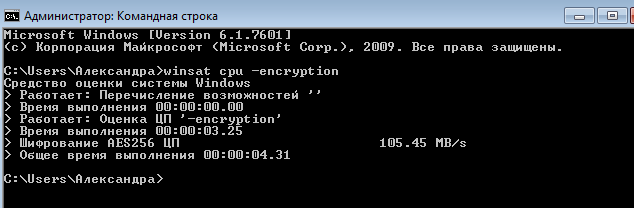 Администратор: Командная строка
Microsoft Windows [Version 6.1.7601]
(c) Корпорация Майкрософт (Microsoft Corp.), 2009. Все права защищены.
C:\Users\Александра>winsat cpu -encryption
Средство оценки системы Windows
> Работает: Перечисление возможностей ''
> Время выполнения 00:00:00.00
> Работает: Оценка ЦП '-encryption'
> Время выполнения 00:00:03.25
> Шифрование AES256 ЦП 105.45 MB/s
> Общее время выполнения 00:00:04.31
C:\Users\Александра>